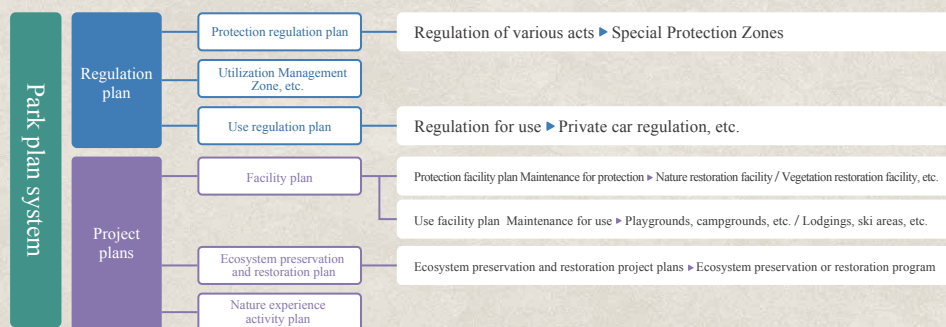 Park plan system
Regulation
plan
Protection regulation plan
Regulation of various acts ▶ Special Protection Zones
Utilization Management
Zone, etc.
Use regulation plan
Regulation for use ▶ Private car regulation, etc.
Project
plans
Facility plan
Protection facility plan Maintenance for protection ▶ Nature restoration facility / Vegetation restoration facility, etc.
Use facility plan Maintenance for use ▶ Playgrounds, campgrounds, etc. / Lodgings, ski areas, etc.
Ecosystem preservation
and restoration plan
Ecosystem preservation and restoration project plans ▶ Ecosystem preservation or restoration program
Nature experience
activity plan